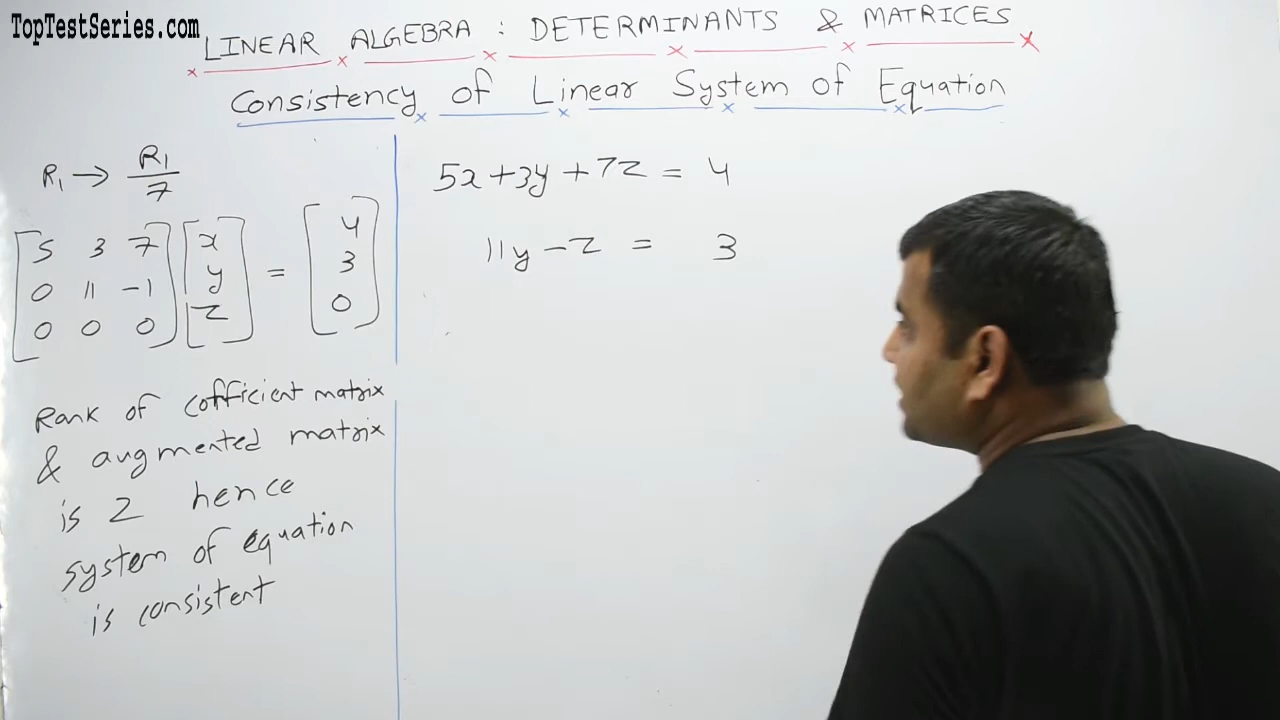 TopTestSeries.com
LINEAR ALGEBRA : DETERMINANTS & MATRICES
Consistency of Linear System of Equation
R₁ → R₁/7
[5 3 7] [x] = [4]
[0 11 -1] [y] [3]
[0 0 0] [z] [0]
Rank of cofficient matrix
& augmented matrix
is 2 hence
system of equation
is consistent
5x + 3y + 7z = 4
11y - z = 3